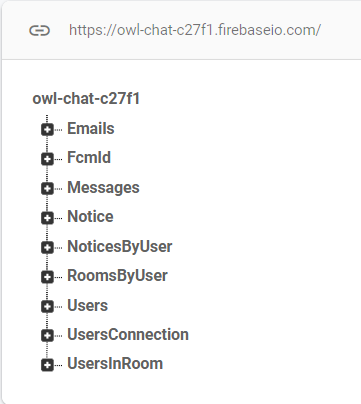 https://owl-chat-c27f1.firebaseio.com/
owl-chat-c27f1
Emails
FcmId
Messages
Notice
NoticesByUser
RoomsByUser
Users
UsersConnection
UsersInRoom